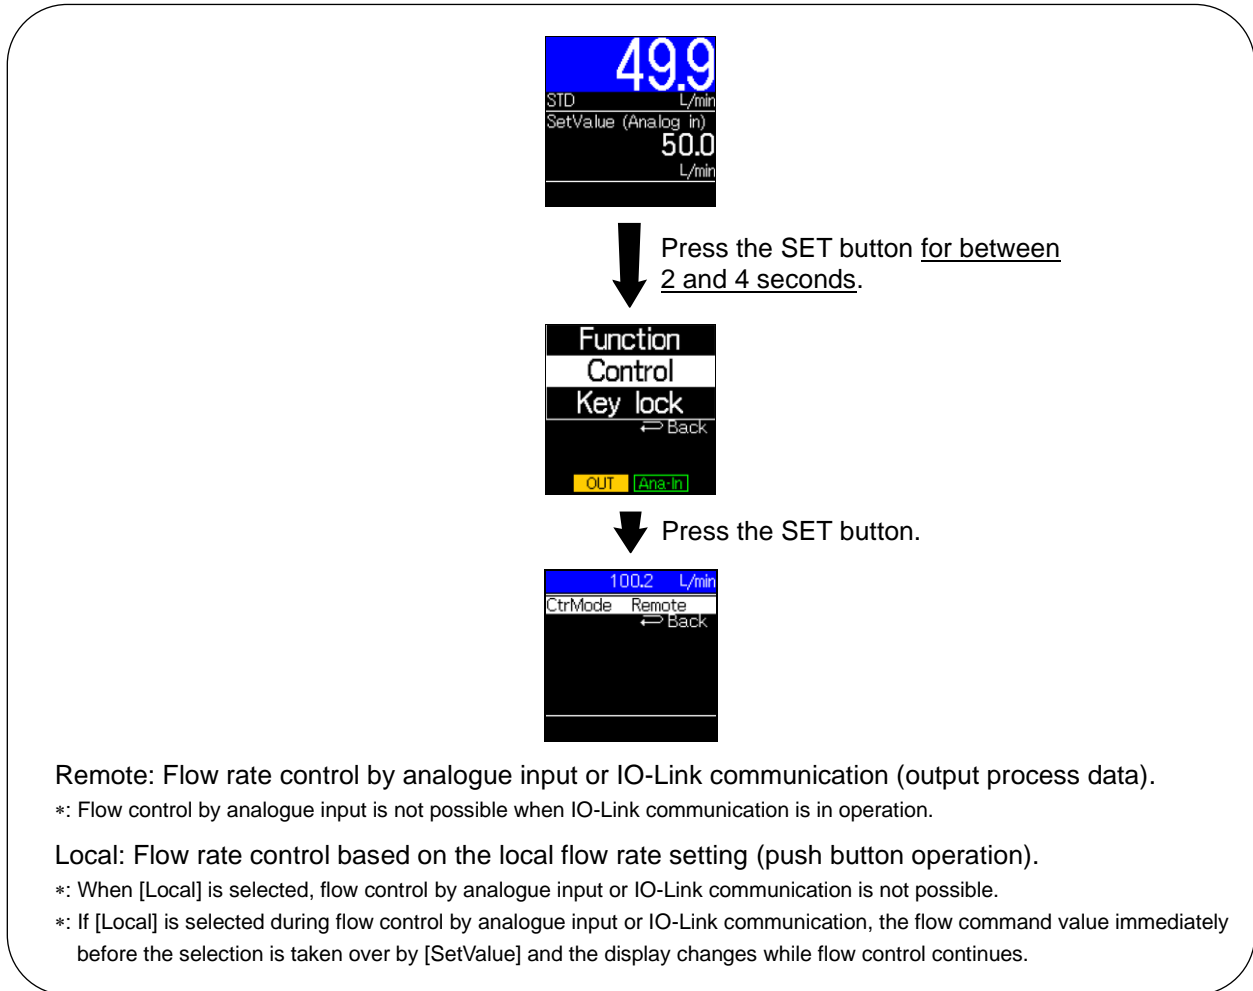 49.9
STD L/min
SetValue (Analog in)
50.0
L/min
Press the SET button for between
2 and 4 seconds.
Function
Control
Key lock
Back
OUT Ana-In
Press the SET button.
100.2 L/min
CtrMode Remote
Back
Remote: Flow rate control by analogue input or IO-Link communication (output process data).
∗: Flow control by analogue input is not possible when IO-Link communication is in operation.
Local: Flow rate control based on the local flow rate setting (push button operation).
∗: When [Local] is selected, flow control by analogue input or IO-Link communication is not possible.
∗: If [Local] is selected during flow control by analogue input or IO-Link communication, the flow command value immediately
before the selection is taken over by [SetValue] and the display changes while flow control continues.